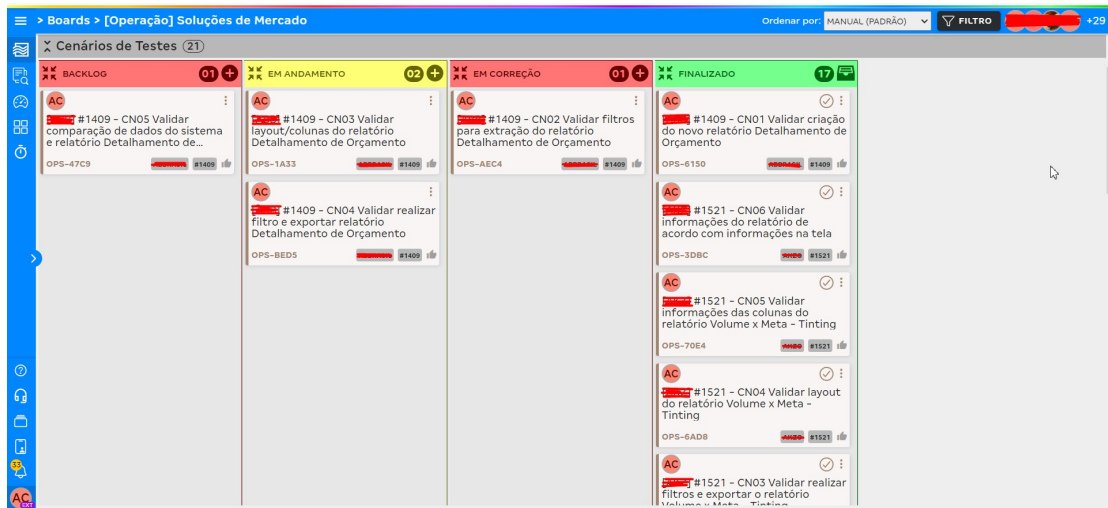 > Boards > [Operação] Soluções de Mercado
Ordenar por: MANUAL (PADRÃO)
FILTRO
+29
Cenários de Testes (21)
BACKLOG 01
AC
#1409 - CN05 Validar
comparação de dados do sistema
e relatório Detalhamento de...
OPS-47C9 #1409
EM ANDAMENTO 02
AC
#1409 - CN03 Validar
layout/colunas do relatório
Detalhamento de Orçamento
OPS-1A33 #1409
AC
#1409 - CN04 Validar realizar
filtro e exportar relatório
Detalhamento de Orçamento
OPS-BED5 #1409
EM CORREÇÃO 01
AC
#1409 - CN02 Validar filtros
para extração do relatório
Detalhamento de Orçamento
OPS-AEC4 #1409
FINALIZADO 17
AC
#1409 - CN01 Validar criação
do novo relatório Detalhamento de
Orçamento
OPS-6150 #1409
AC
#1521 - CN06 Validar
informações do relatório de
acordo com informações na tela
OPS-3DBC #1521
AC
#1521 - CN05 Validar
informações das colunas do
relatório Volume x Meta - Tinting
OPS-70E4 #1521
AC
#1521 - CN04 Validar layout
do relatório Volume x Meta -
Tinting
OPS-6AD8 #1521
AC
#1521 - CN03 Validar realizar
filtros e exportar o relatório
Volume x Meta - Tinting
33
AC
EXT